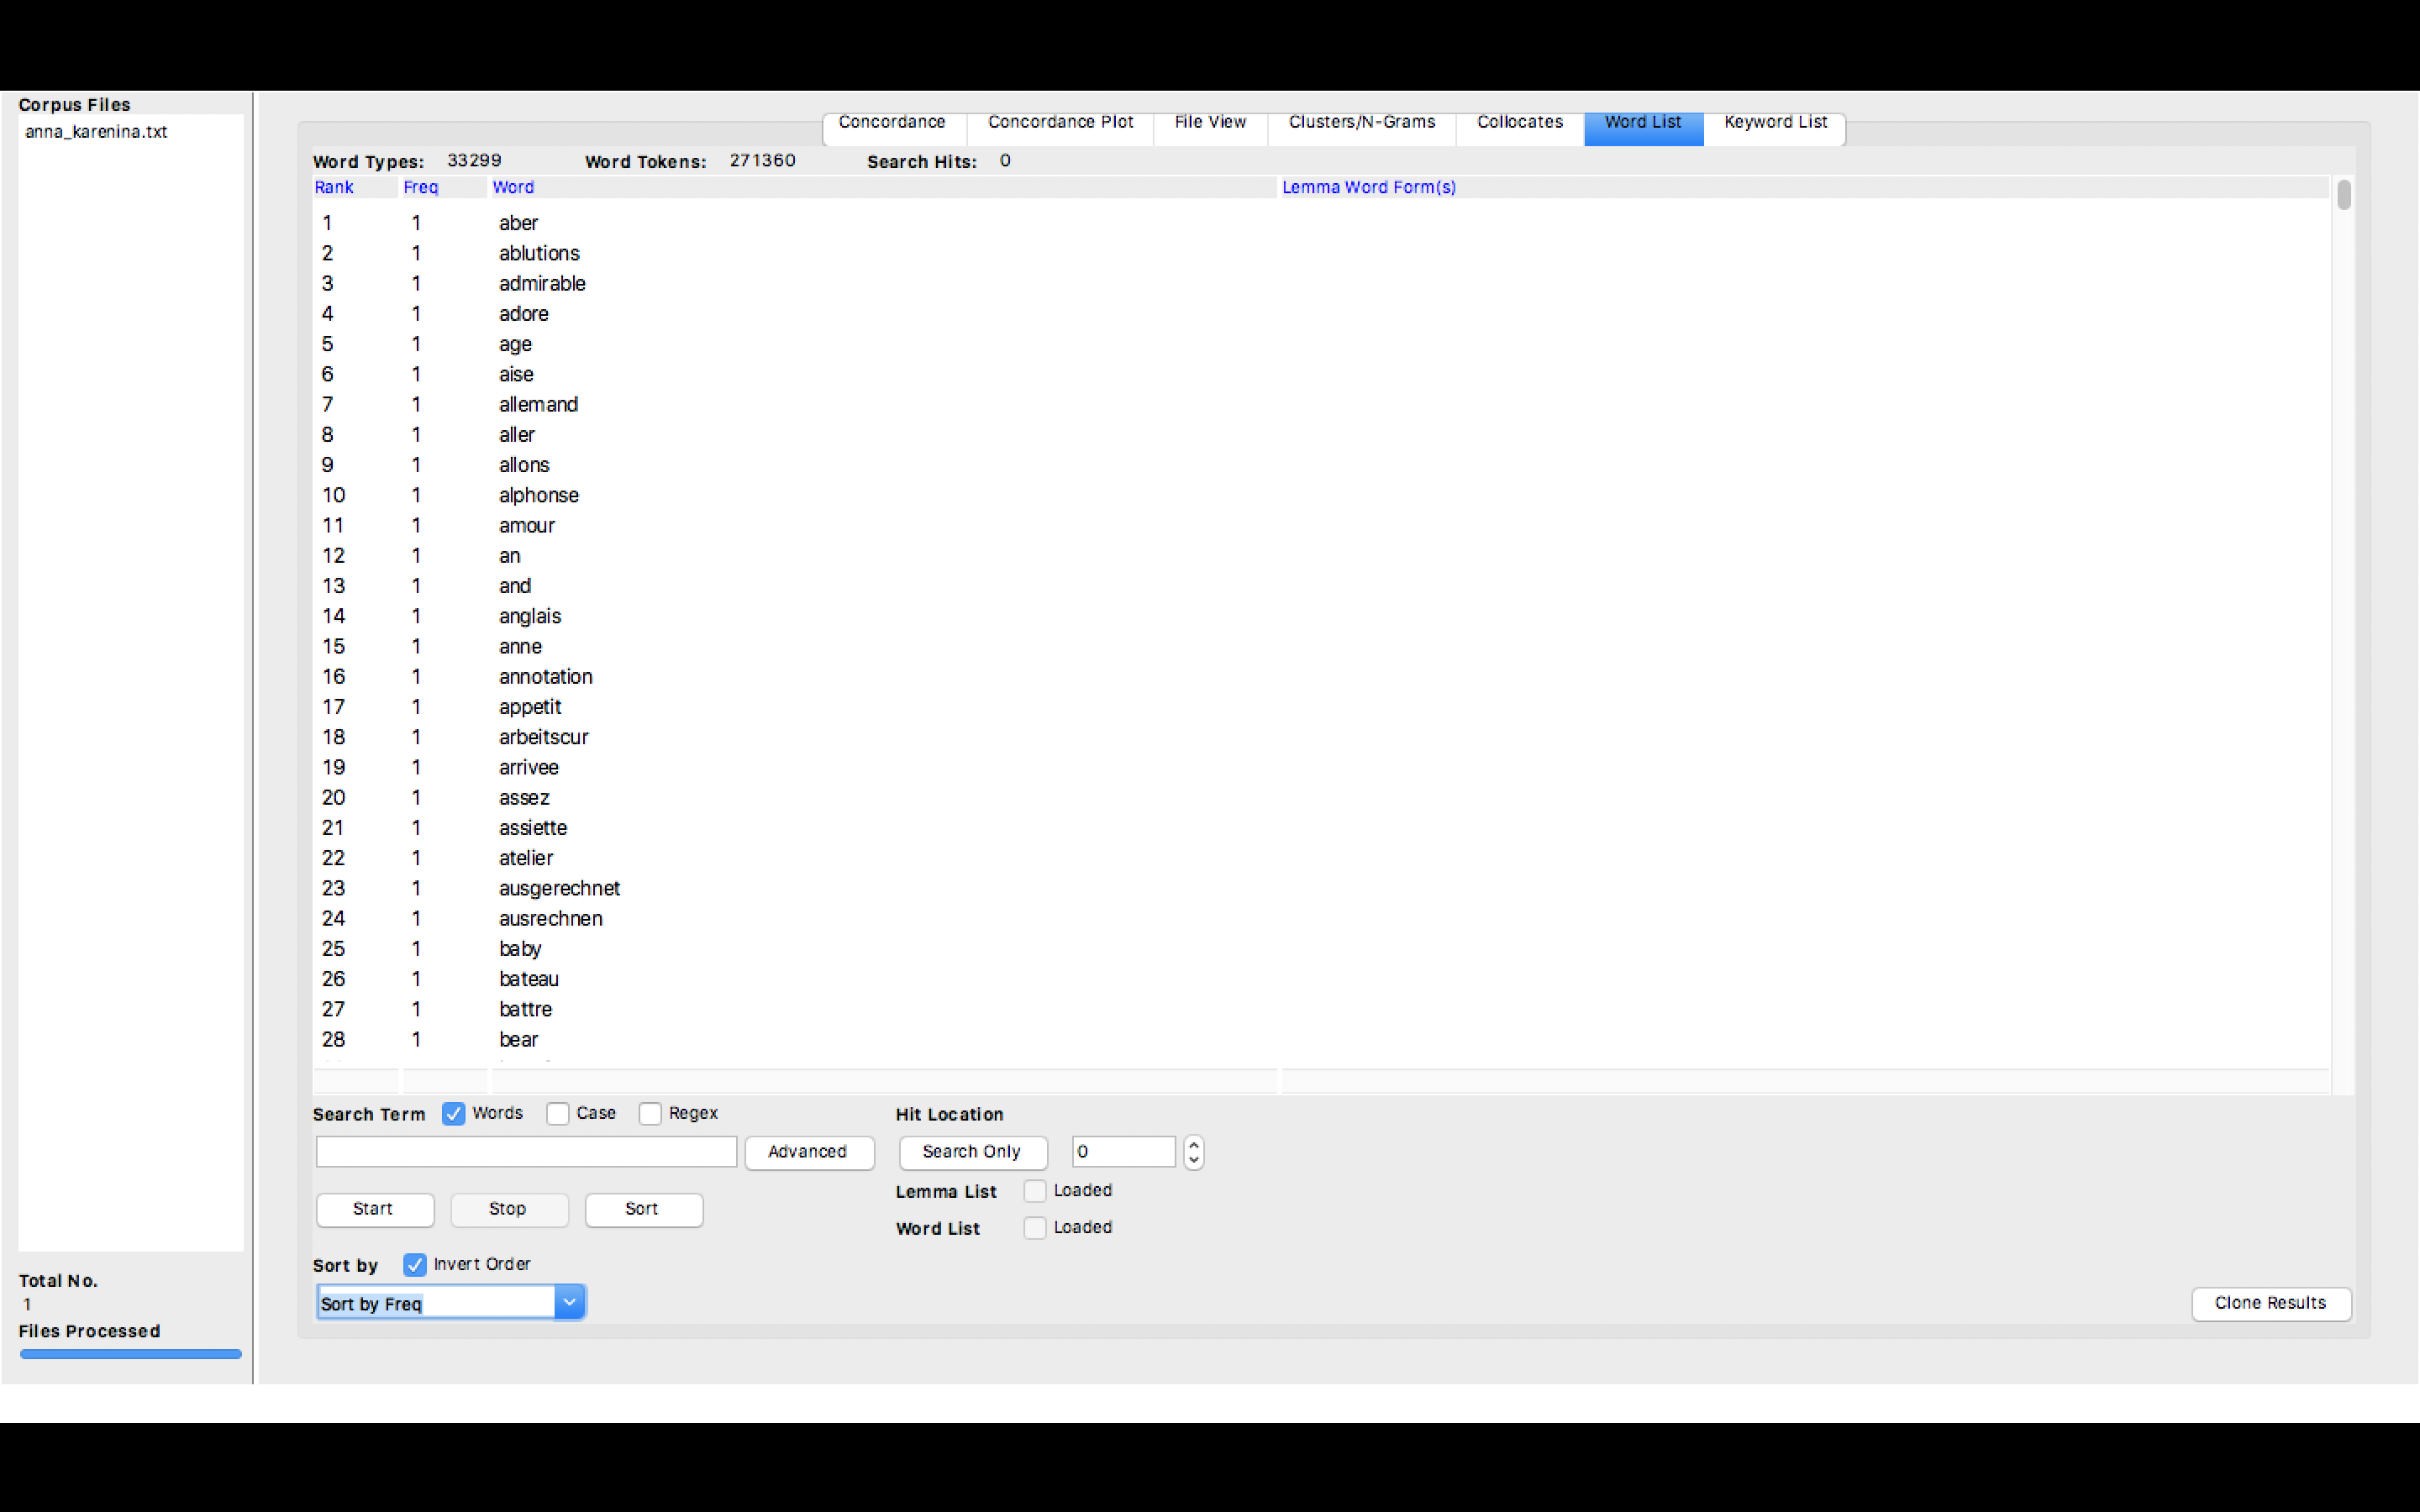 Corpus Files
anna_karenina.txt
Concordance Concordance Plot File View Clusters/N-Grams Collocates Word List Keyword List
Word Types: 33299 Word Tokens: 271360 Search Hits: 0
Rank Freq Word Lemma Word Form(s)
1 1 aber
2 1 ablutions
3 1 admirable
4 1 adore
5 1 age
6 1 aise
7 1 allemand
8 1 aller
9 1 allons
10 1 alphonse
11 1 amour
12 1 an
13 1 and
14 1 anglais
15 1 anne
16 1 annotation
17 1 appetit
18 1 arbeitscur
19 1 arrivee
20 1 assez
21 1 assiette
22 1 atelier
23 1 ausgerechnet
24 1 ausrechnen
25 1 baby
26 1 bateau
27 1 battre
28 1 bear
Search Term Words Case Regex Hit Location
Advanced Search Only 0
Lemma List Loaded
Start Stop Sort
Word List Loaded
Sort by Invert Order
Sort by Freq
Clone Results
Total No.
1
Files Processed